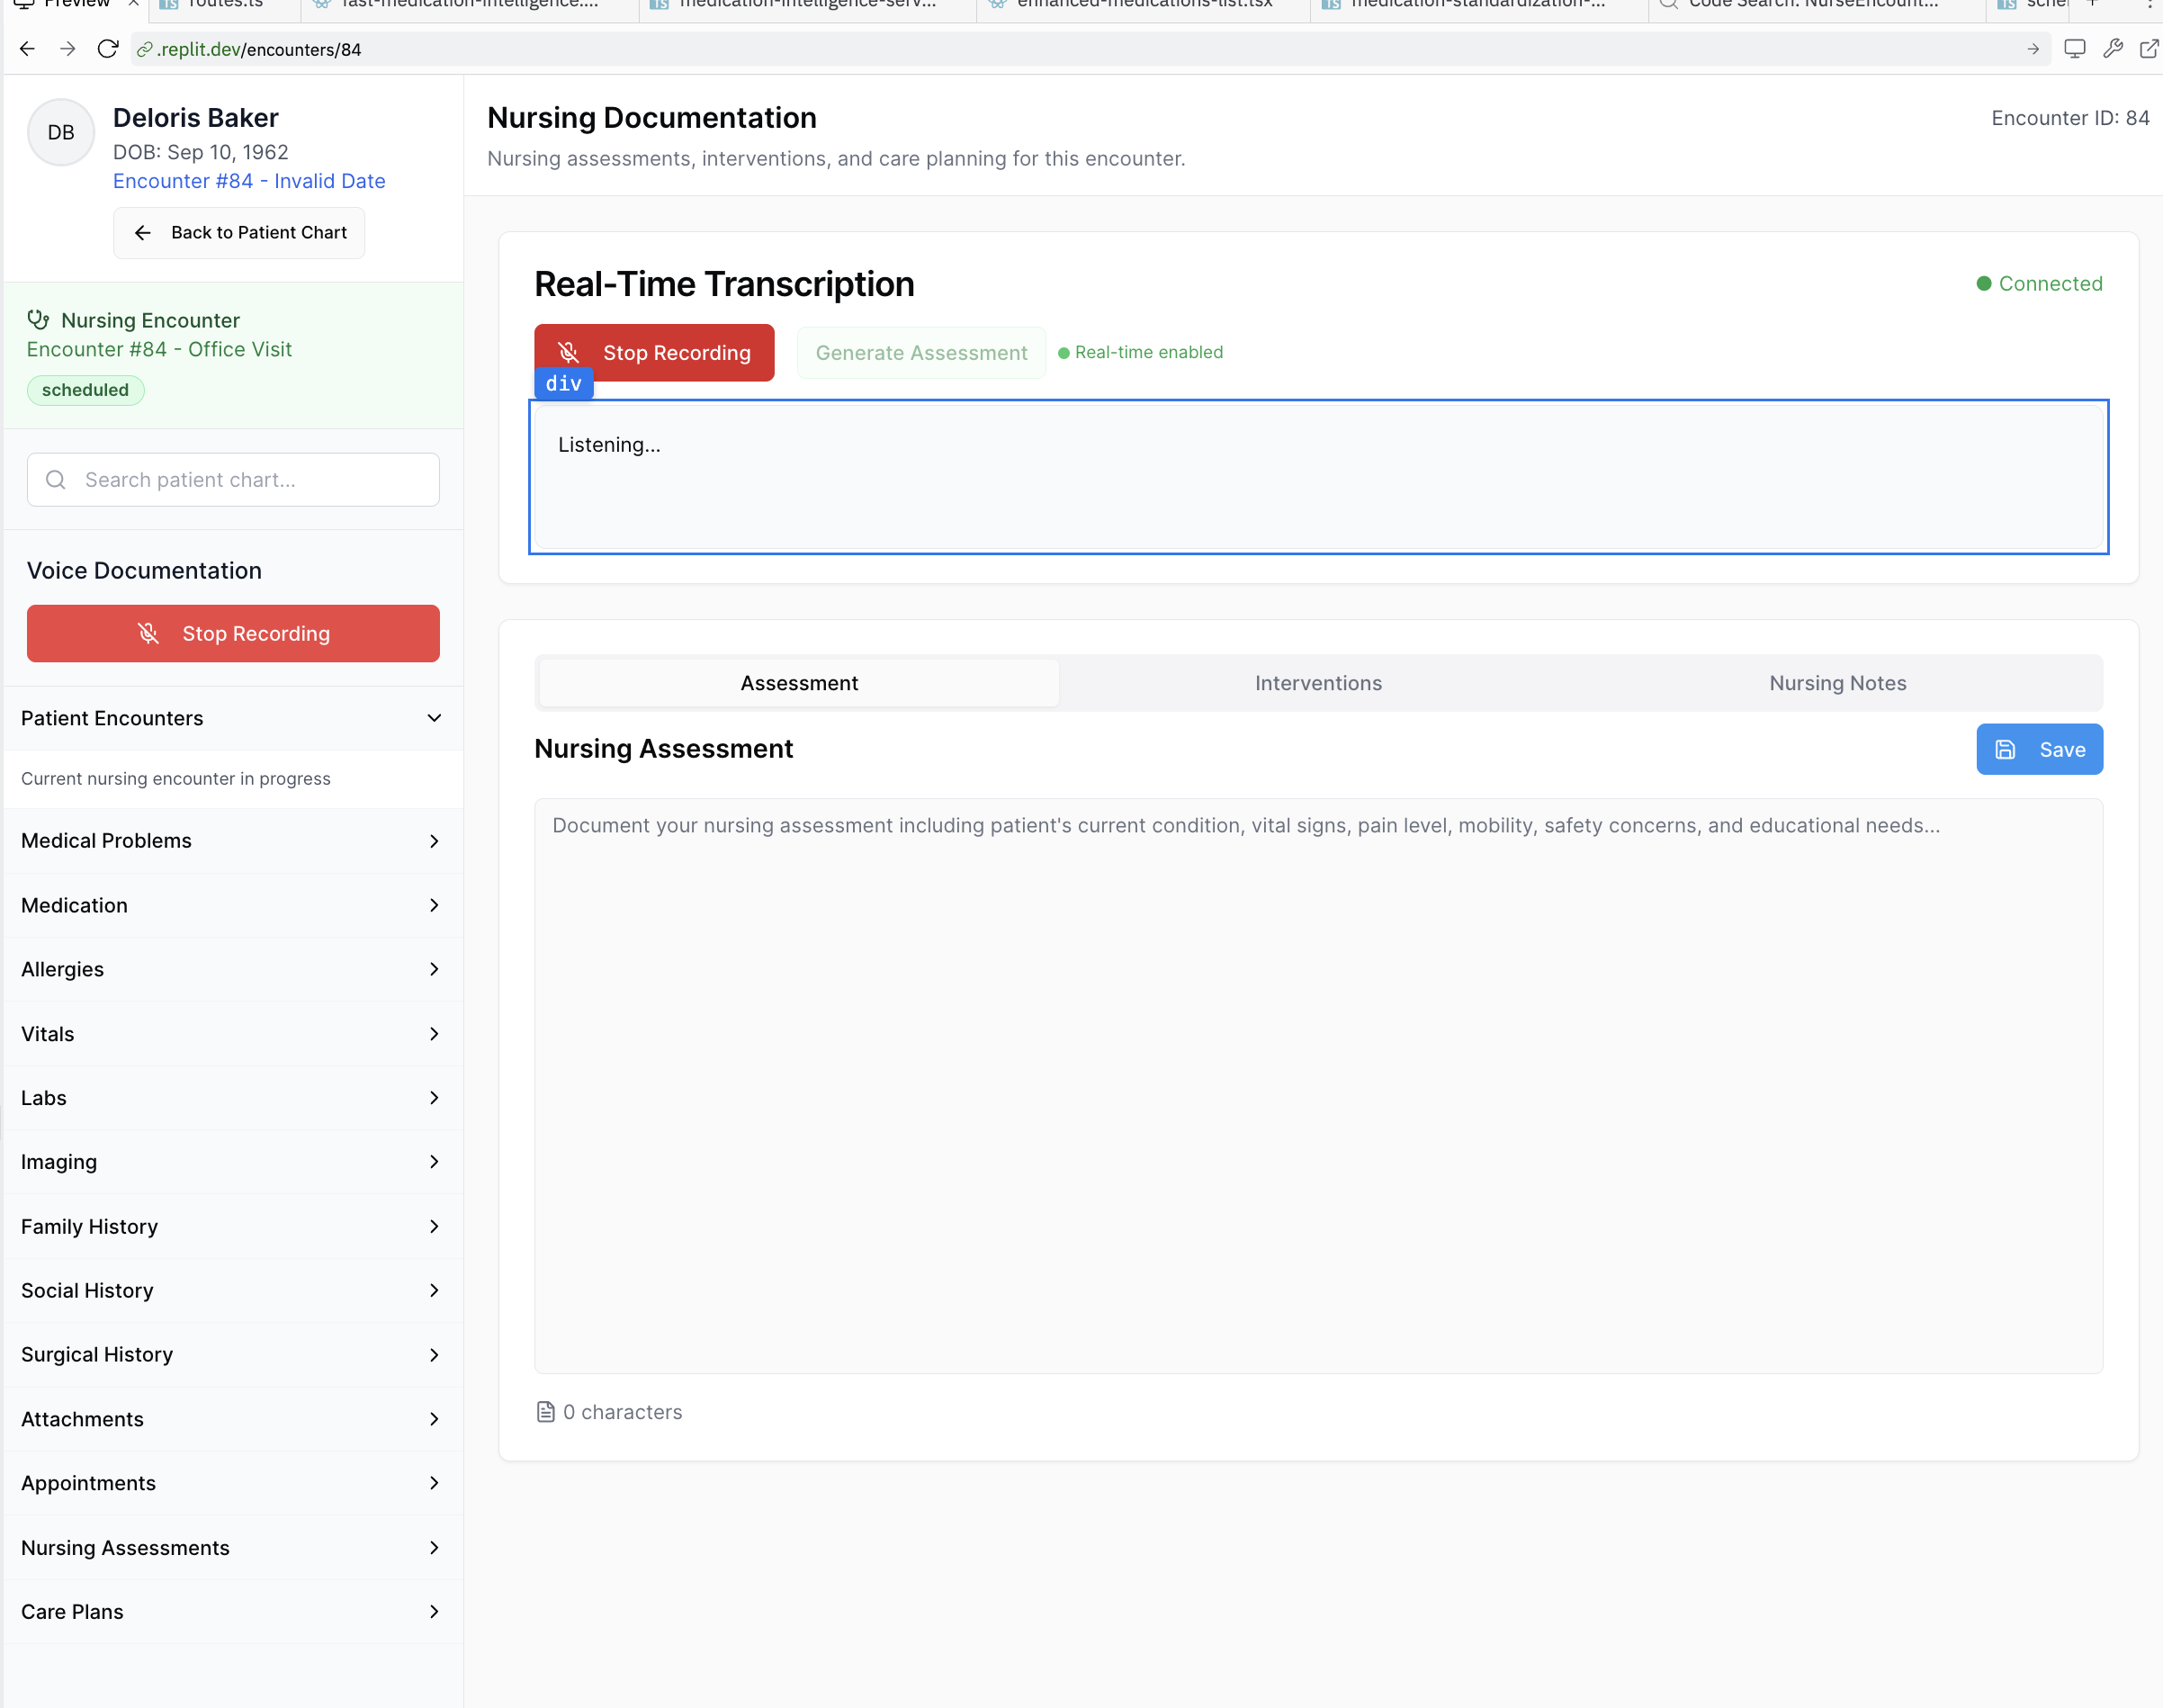 Preview
routes.ts
fast-medication-intelligence....
medication-intelligence-serv...
enhanced-medications-list.tsx
medication-standardization-...
Code Search: NurseEncount...
.replit.dev/encounters/84
DB
Deloris Baker
DOB: Sep 10, 1962
Encounter #84 - Invalid Date
Back to Patient Chart
Nursing Encounter
Encounter #84 - Office Visit
scheduled
Search patient chart...
Voice Documentation
Stop Recording
Patient Encounters
Current nursing encounter in progress
Medical Problems
Medication
Allergies
Vitals
Labs
Imaging
Family History
Social History
Surgical History
Attachments
Appointments
Nursing Assessments
Care Plans
Nursing Documentation
Encounter ID: 84
Nursing assessments, interventions, and care planning for this encounter.
Real-Time Transcription
Connected
Stop Recording
Generate Assessment
Real-time enabled
div
Listening...
Assessment
Interventions
Nursing Notes
Nursing Assessment
Save
Document your nursing assessment including patient's current condition, vital signs, pain level, mobility, safety concerns, and educational needs...
0 characters